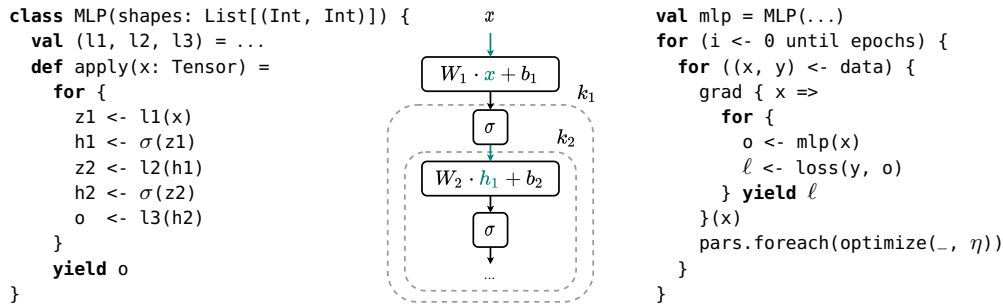 class MLP(shapes: List[(Int, Int)]) {
  val (l1, l2, l3) = ...
  def apply(x: Tensor) =
    for {
      z1 <- l1(x)
      h1 <- σ(z1)
      z2 <- l2(h1)
      h2 <- σ(z2)
      o  <- l3(h2)
    }
    yield o
}
x
W₁ · x + b₁
k₁
σ
k₂
W₂ · h₁ + b₂
σ
...
val mlp = MLP(...)
for (i <- 0 until epochs) {
  for ((x, y) <- data) {
    grad { x =>
      for {
        o <- mlp(x)
        ℓ <- loss(y, o)
      } yield ℓ
    }(x)
    pars.foreach(optimize(_, η))
  }
}